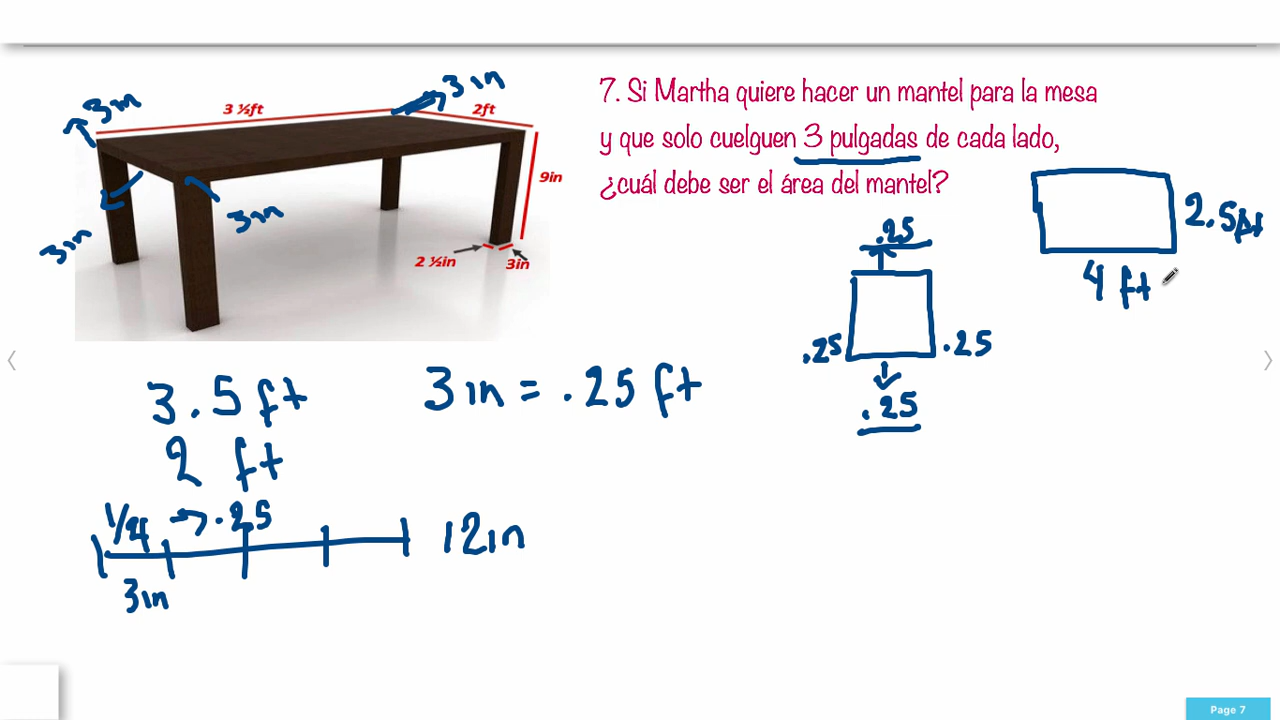 7. Si Martha quiere hacer un mantel para la mesa
y que solo cuelguen 3 pulgadas de cada lado,
¿cuál debe ser el área del mantel?
3 in
3 in
3 ½ft
2ft
9in
3 in
3 in
2 ½in
3in
.25
.25
.25
.25
2.5ft
4 ft
3.5 ft
3in = .25 ft
2 ft
1/4 → .25
12in
3in
Page 7